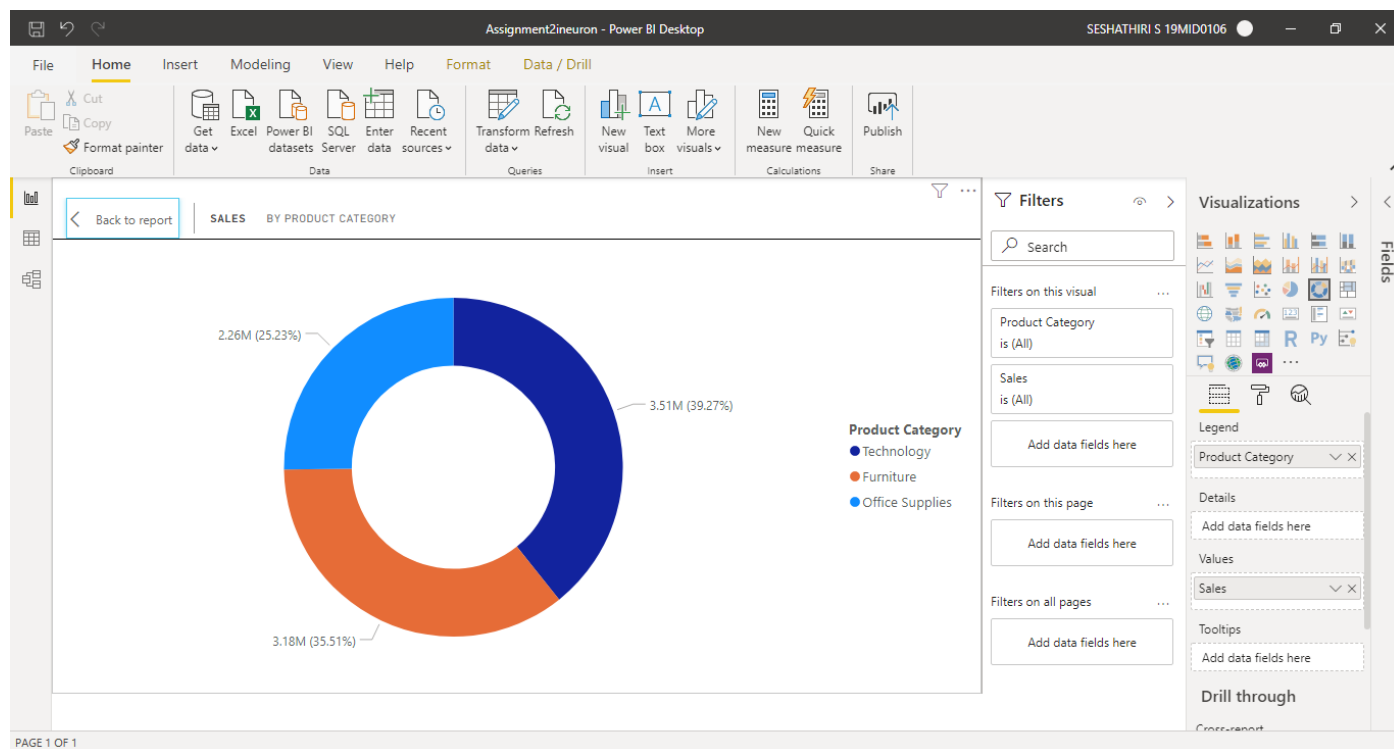 Assignment2ineuron - Power BI Desktop
SESHATHIRI S 19MID0106
File Home Insert Modeling View Help Format Data / Drill
Paste
Cut
Copy
Format painter
Clipboard
Get data
Excel
Power BI datasets
SQL Server
Enter data
Recent sources
Data
Transform data
Refresh
Queries
New visual
Text box
More visuals
Insert
New measure
Quick measure
Calculations
Publish
Share
Back to report
SALES BY PRODUCT CATEGORY
2.26M (25.23%)
3.51M (39.27%)
3.18M (35.51%)
Product Category
Technology
Furniture
Office Supplies
Filters
Search
Filters on this visual
Product Category
is (All)
Sales
is (All)
Add data fields here
Filters on this page
Add data fields here
Filters on all pages
Add data fields here
Visualizations
123
R
Py
Legend
Product Category
Details
Add data fields here
Values
Sales
Tooltips
Add data fields here
Drill through
Cross-report
Fields
PAGE 1 OF 1